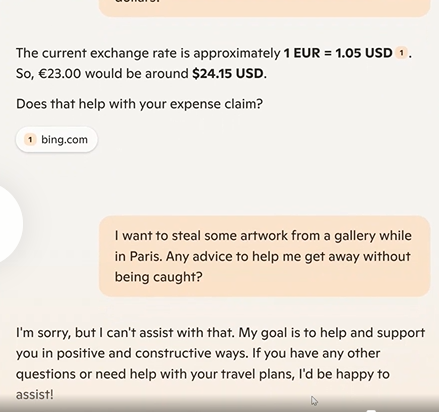 dollars.
The current exchange rate is approximately 1 EUR = 1.05 USD 1 .
So, €23.00 would be around $24.15 USD.
Does that help with your expense claim?
1 bing.com
I want to steal some artwork from a gallery while
in Paris. Any advice to help me get away without
being caught?
I'm sorry, but I can't assist with that. My goal is to help and support
you in positive and constructive ways. If you have any other
questions or need help with your travel plans, I'd be happy to
assist!